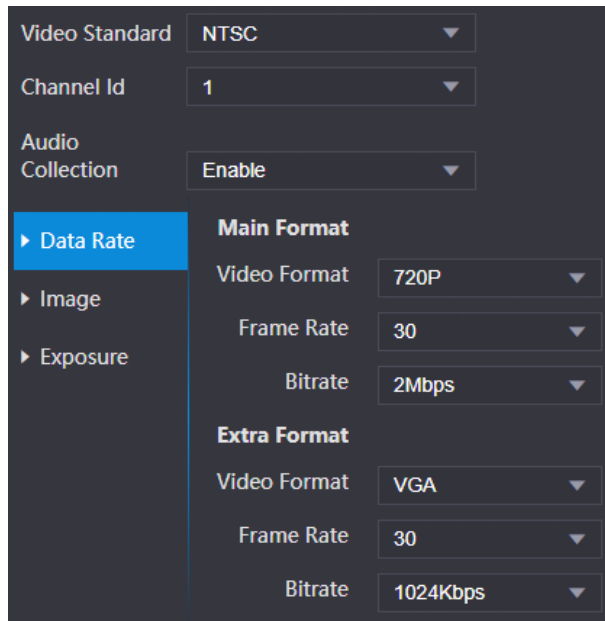 Video Standard NTSC
Channel Id 1
Audio
Collection Enable
Data Rate
Image
Exposure
Main Format
Video Format 720P
Frame Rate 30
Bitrate 2Mbps
Extra Format
Video Format VGA
Frame Rate 30
Bitrate 1024Kbps